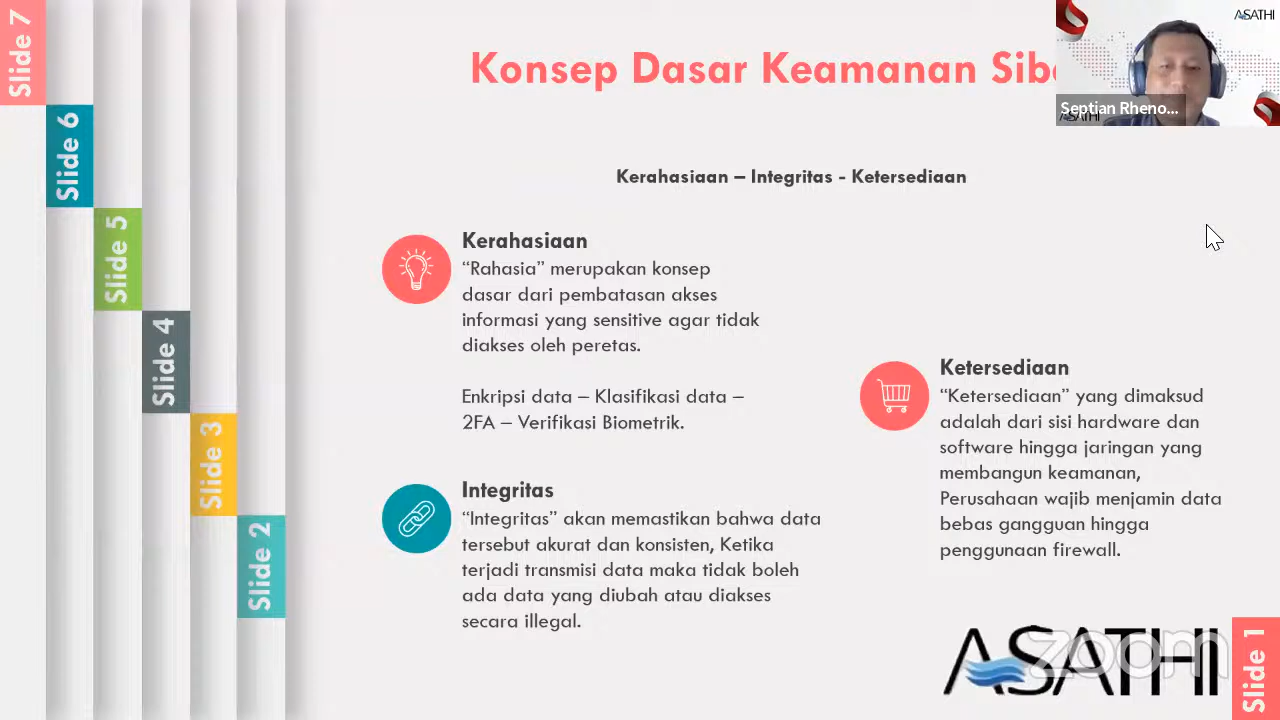 Slide 7
Slide 6
Slide 5
Slide 4
Slide 3
Slide 2
Konsep Dasar Keamanan
ASATHI
Septian Rheno...
ASATHI
Kerahasiaan – Integritas - Ketersediaan
Kerahasiaan
“Rahasia” merupakan konsep
dasar dari pembatasan akses
informasi yang sensitive agar tidak
diakses oleh peretas.
Enkripsi data – Klasifikasi data –
2FA – Verifikasi Biometrik.
Integritas
“Integritas” akan memastikan bahwa data
tersebut akurat dan konsisten, Ketika
terjadi transmisi data maka tidak boleh
ada data yang diubah atau diakses
secara illegal.
Ketersediaan
“Ketersediaan” yang dimaksud
adalah dari sisi hardware dan
software hingga jaringan yang
membangun keamanan,
Perusahaan wajib menjamin data
bebas gangguan hingga
penggunaan firewall.
ASATHI
zoom
Slide 1